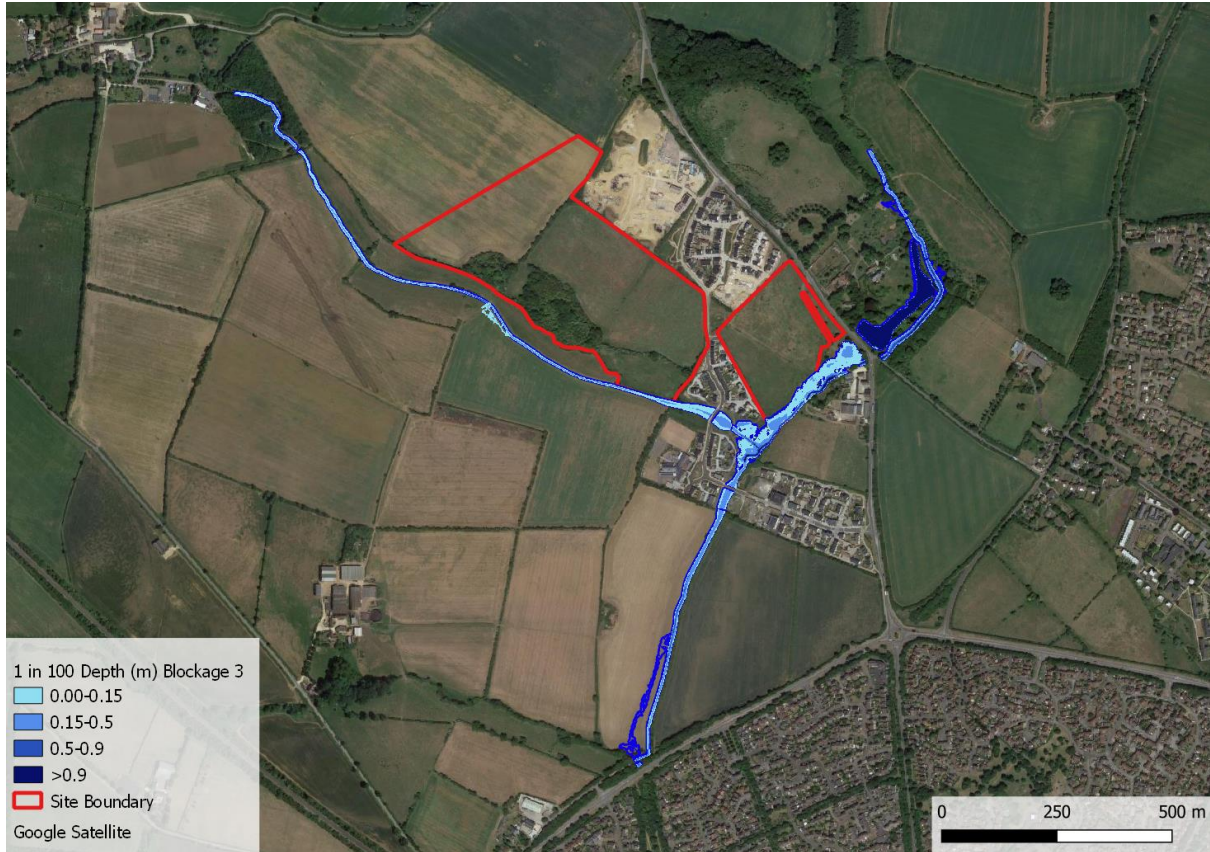 1 in 100 Depth (m) Blockage 3
0.00-0.15
0.15-0.5
0.5-0.9
>0.9
Site Boundary
Google Satellite
0 250 500 m